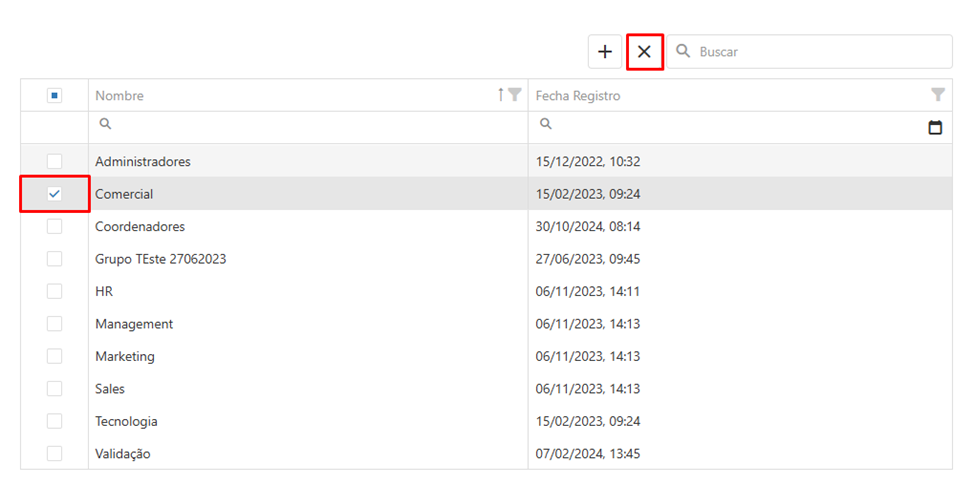 Buscar
Nombre Fecha Registro
Administradores 15/12/2022, 10:32
Comercial 15/02/2023, 09:24
Coordenadores 30/10/2024, 08:14
Grupo TEste 27062023 27/06/2023, 09:45
HR 06/11/2023, 14:11
Management 06/11/2023, 14:13
Marketing 06/11/2023, 14:13
Sales 06/11/2023, 14:13
Tecnologia 15/02/2023, 09:24
Validação 07/02/2024, 13:45